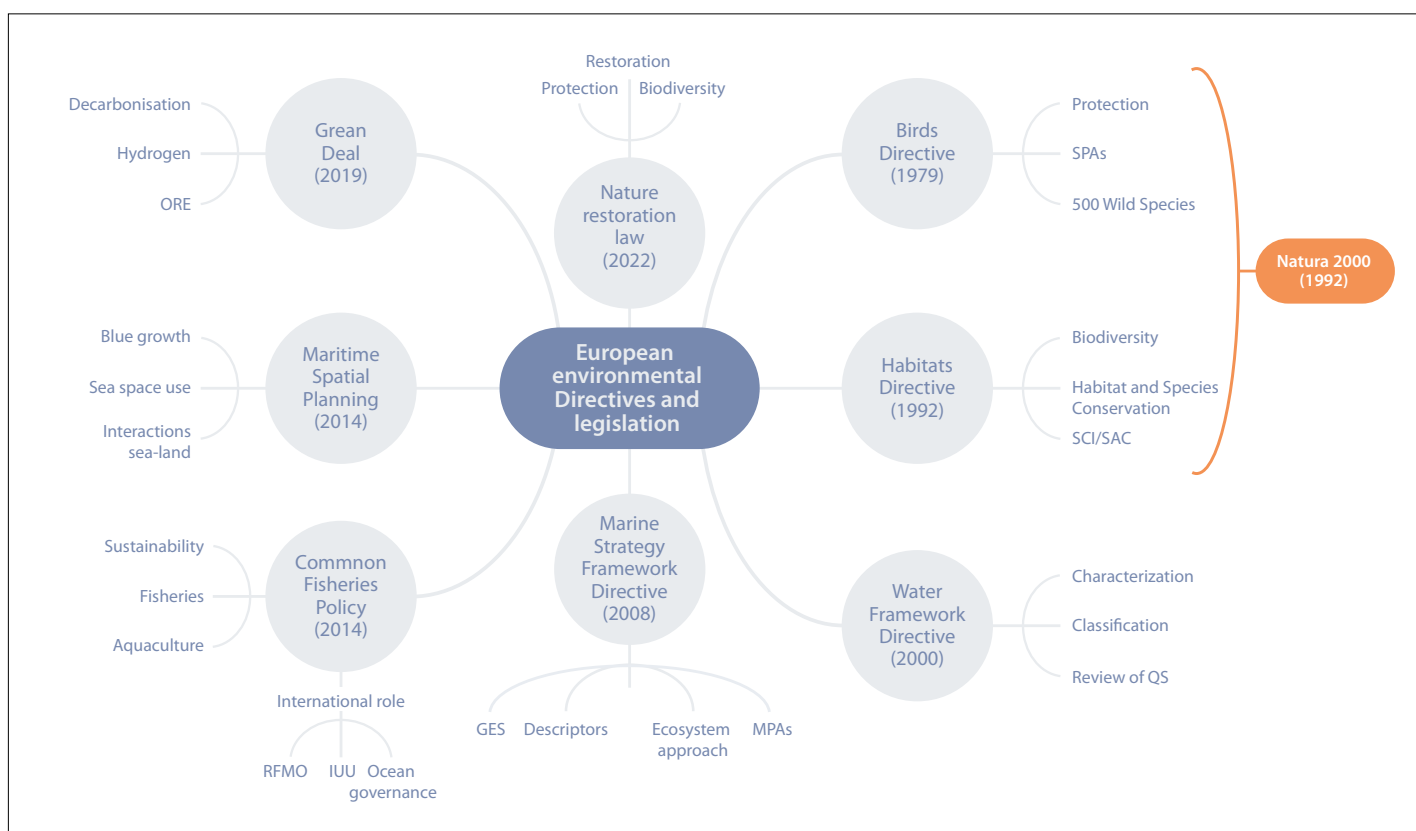 Restoration
Protection
Biodiversity
Decarbonisation
Hydrogen
ORE
Grean
Deal
(2019)
Nature
restoration
law
(2022)
Birds
Directive
(1979)
Protection
SPAs
500 Wild Species
Natura 2000
(1992)
Blue growth
Sea space use
Interactions
sea-land
Maritime
Spatial
Planning
(2014)
European
environmental
Directives and
legislation
Habitats
Directive
(1992)
Biodiversity
Habitat and Species
Conservation
SCI/SAC
Sustainability
Fisheries
Aquaculture
Commnon
Fisheries
Policy
(2014)
International role
RFMO
IUU
Ocean
governance
Marine
Strategy
Framework
Directive
(2008)
GES
Descriptors
Ecosystem
approach
MPAs
Water
Framework
Directive
(2000)
Characterization
Classification
Review of QS